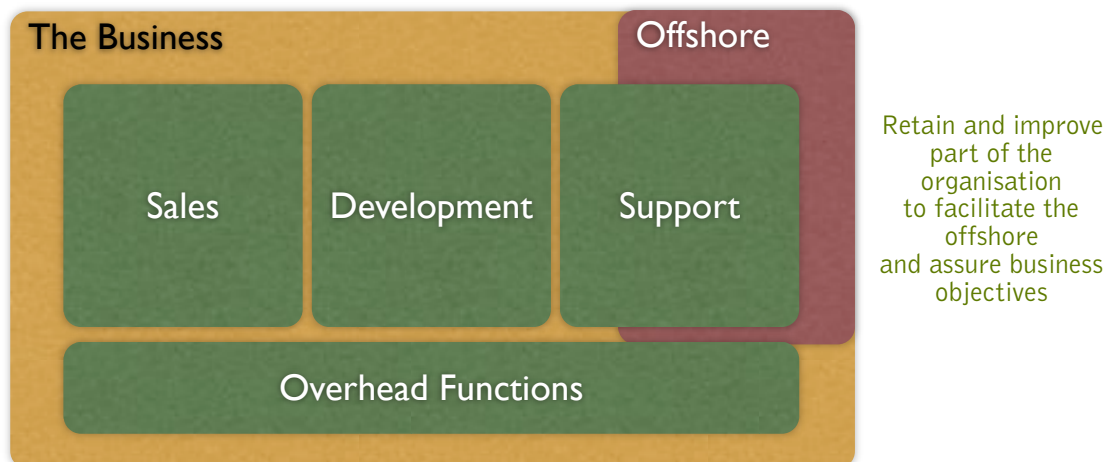 The Business
Offshore
Sales
Development
Support
Overhead Functions
Retain and improve
part of the
organisation
to facilitate the
offshore
and assure business
objectives